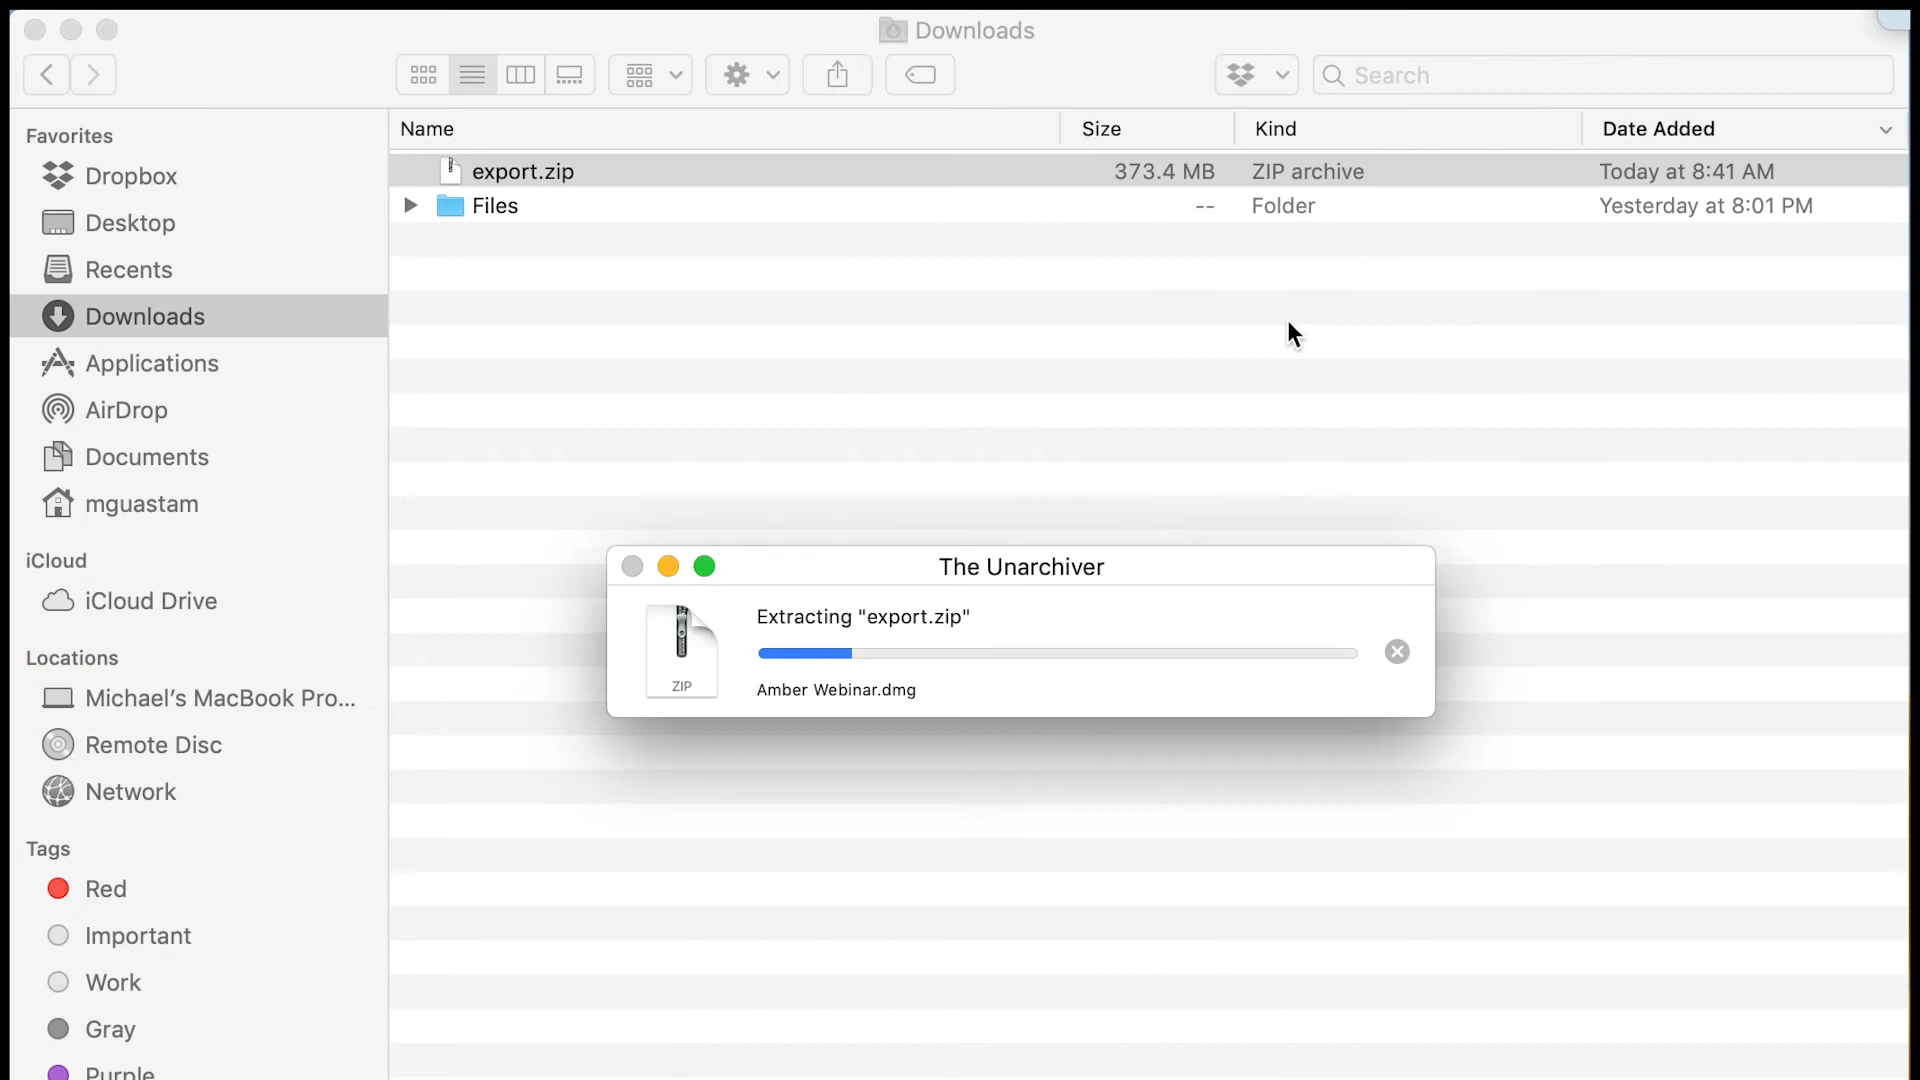 Downloads
Search
Favorites
Dropbox
Desktop
Recents
Downloads
Applications
AirDrop
Documents
mguastam
iCloud
iCloud Drive
Locations
Michael’s MacBook Pro...
Remote Disc
Network
Tags
Red
Important
Work
Gray
Purple
Name Size Kind Date Added
export.zip 373.4 MB ZIP archive Today at 8:41 AM
Files -- Folder Yesterday at 8:01 PM
The Unarchiver
Extracting "export.zip"
ZIP
Amber Webinar.dmg